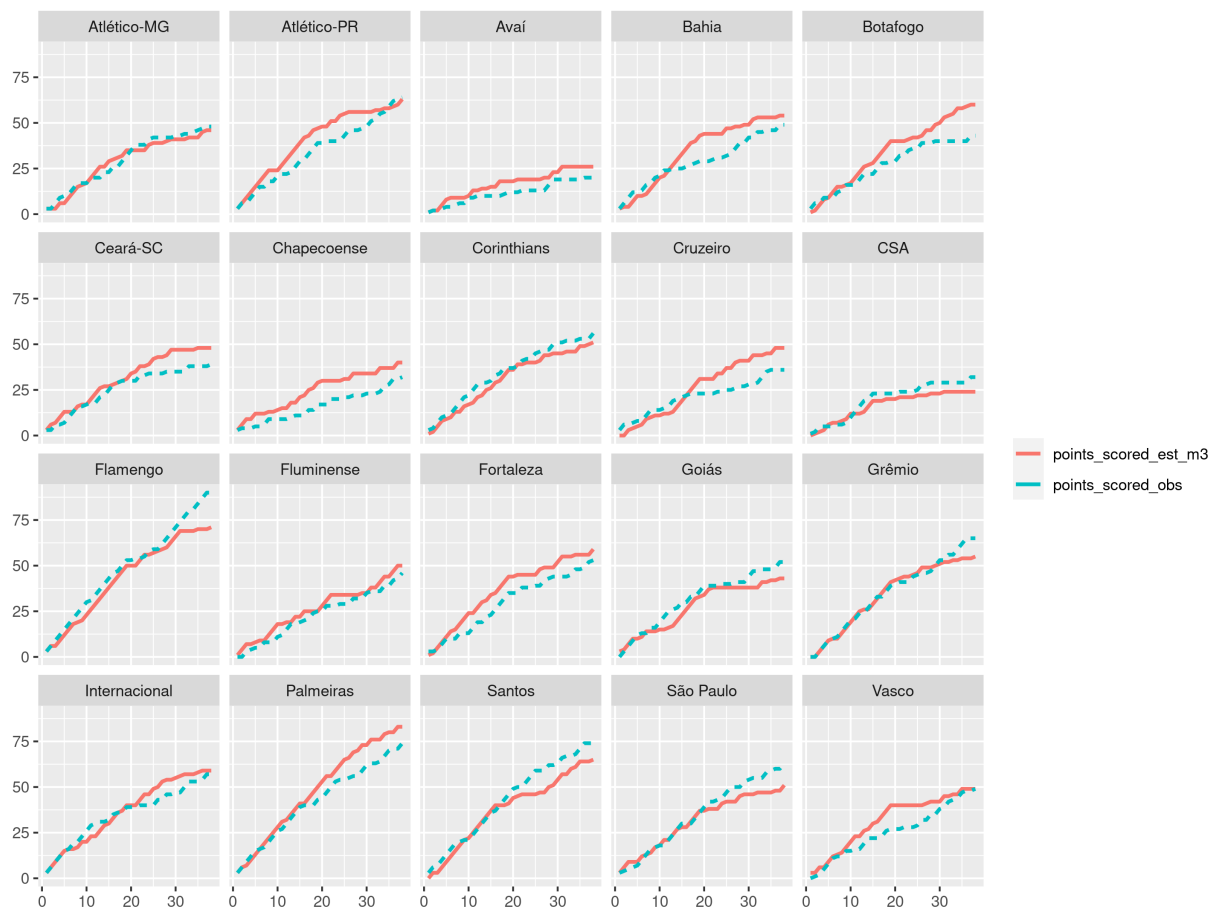 Atlético-MG Atlético-PR Avaí Bahia Botafogo
75
50
25
0
Ceará-SC Chapecoense Corinthians Cruzeiro CSA
75
50
25
0
Flamengo Fluminense Fortaleza Goiás Grêmio
75
50
25
0
Internacional Palmeiras Santos São Paulo Vasco
75
50
25
0
0 10 20 30 0 10 20 30 0 10 20 30 0 10 20 30 0 10 20 30
points_scored_est_m3
points_scored_obs